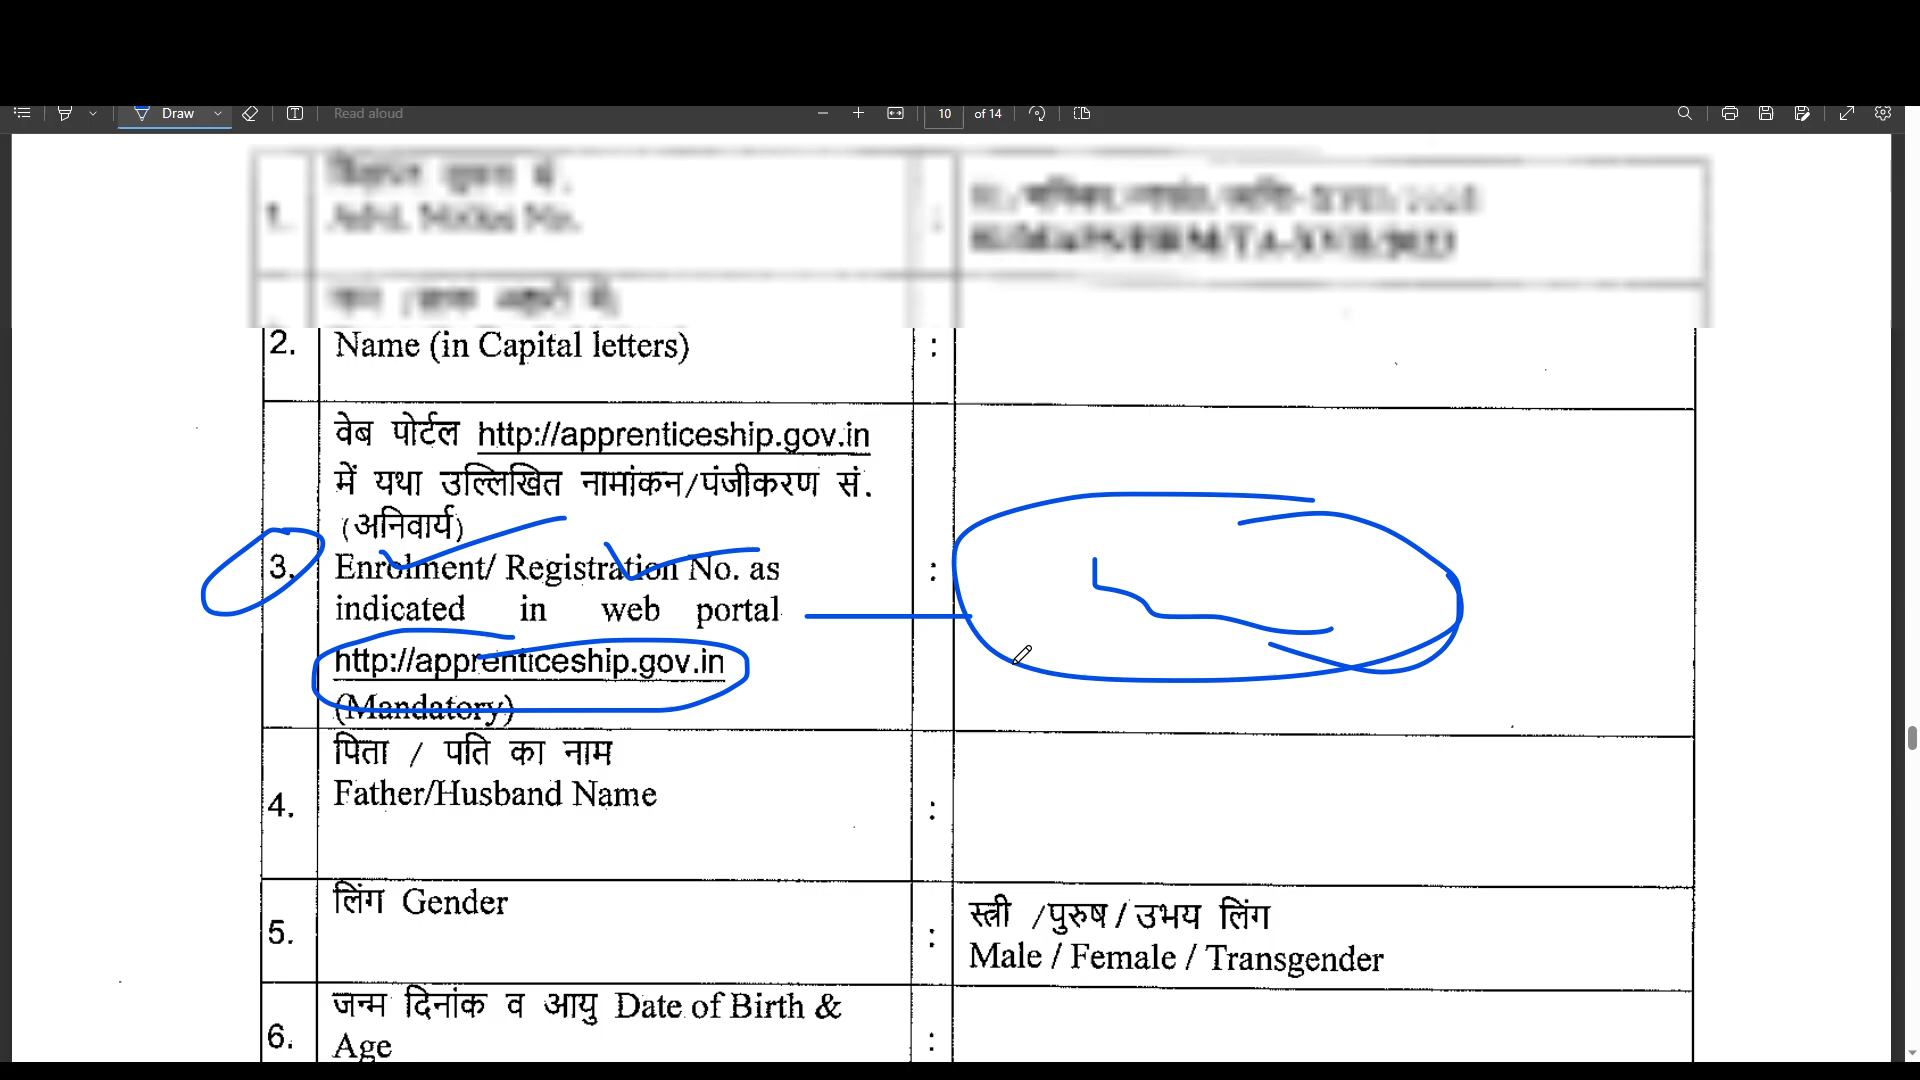 Draw
Read aloud
10 of 14
1.
2. Name (in Capital letters) :
वेब पोर्टल http://apprenticeship.gov.in
में यथा उल्लिखित नामांकन/पंजीकरण सं.
(अनिवार्य)
3. Enrolment/ Registration No. as :
indicated in web portal
http://apprenticeship.gov.in
(Mandatory)
पिता / पति का नाम
Father/Husband Name
4. :
लिंग Gender
स्त्री /पुरुष / उभय लिंग
5. :
Male / Female / Transgender
जन्म दिनांक व आयु Date of Birth &
6. :
Age